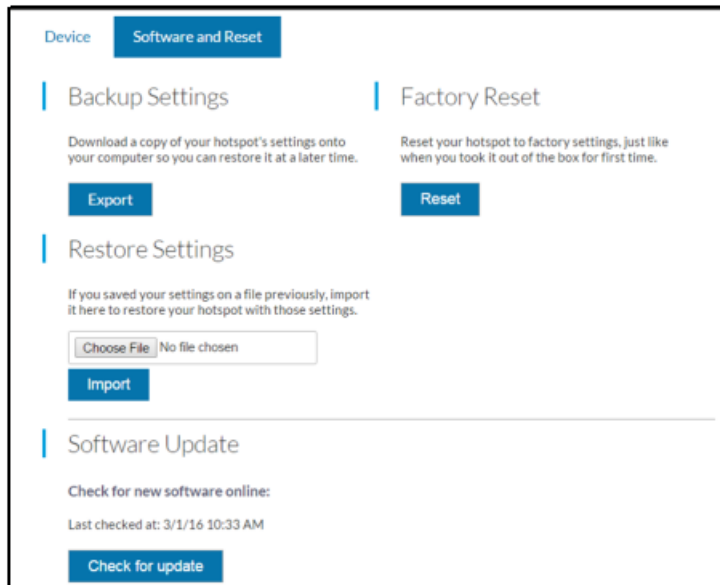 Device
Software and Reset
Backup Settings
Download a copy of your hotspot's settings onto
your computer so you can restore it at a later time.
Export
Factory Reset
Reset your hotspot to factory settings, just like
when you took it out of the box for first time.
Reset
Restore Settings
If you saved your settings on a file previously, import
it here to restore your hotspot with those settings.
Choose File No file chosen
Import
Software Update
Check for new software online:
Last checked at: 3/1/16 10:33 AM
Check for update